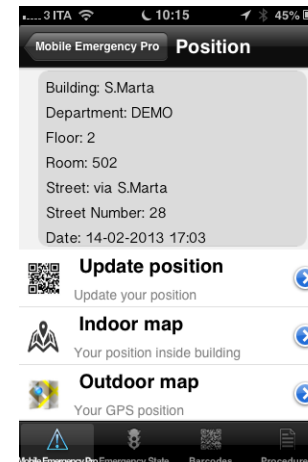 3 ITA 10:15 45%
Mobile Emergency Pro Position
Building: S.Marta
Department: DEMO
Floor: 2
Room: 502
Street: via S.Marta
Street Number: 28
Date: 14-02-2013 17:03
Update position
Update your position
Indoor map
Your position inside building
Outdoor map
Your GPS position
Mobile Emergency Pro Emergency State Barcodes Procedur